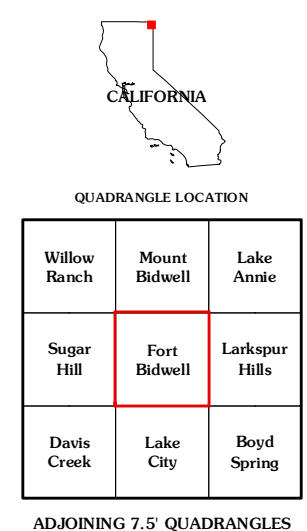 CALIFORNIA
QUADRANGLE LOCATION
Willow Ranch
Mount Bidwell
Lake Annie
Sugar Hill
Fort Bidwell
Larkspur Hills
Davis Creek
Lake City
Boyd Spring
ADJOINING 7.5' QUADRANGLES